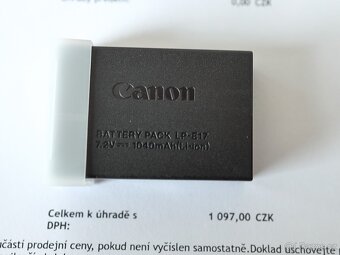 0,00 CZK
Canon
BATTERY PACK LP-E17
7.2V 1040mAh(Li-ion)
Celkem k úhradě s 1 097,00 CZK
DPH:
učástí prodejní ceny, pokud není vyčíslen samostatně.Doklad uschovejte